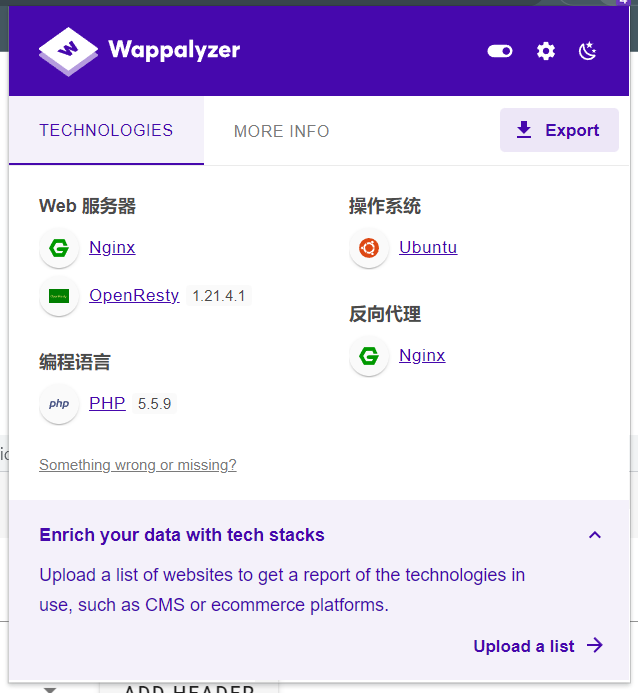 Wappalyzer
TECHNOLOGIES
MORE INFO
Export
Web 服务器
Nginx
OpenResty 1.21.4.1
编程语言
php PHP 5.5.9
操作系统
Ubuntu
反向代理
Nginx
Something wrong or missing?
Enrich your data with tech stacks
Upload a list of websites to get a report of the technologies in
use, such as CMS or ecommerce platforms.
Upload a list
ADD HEADER